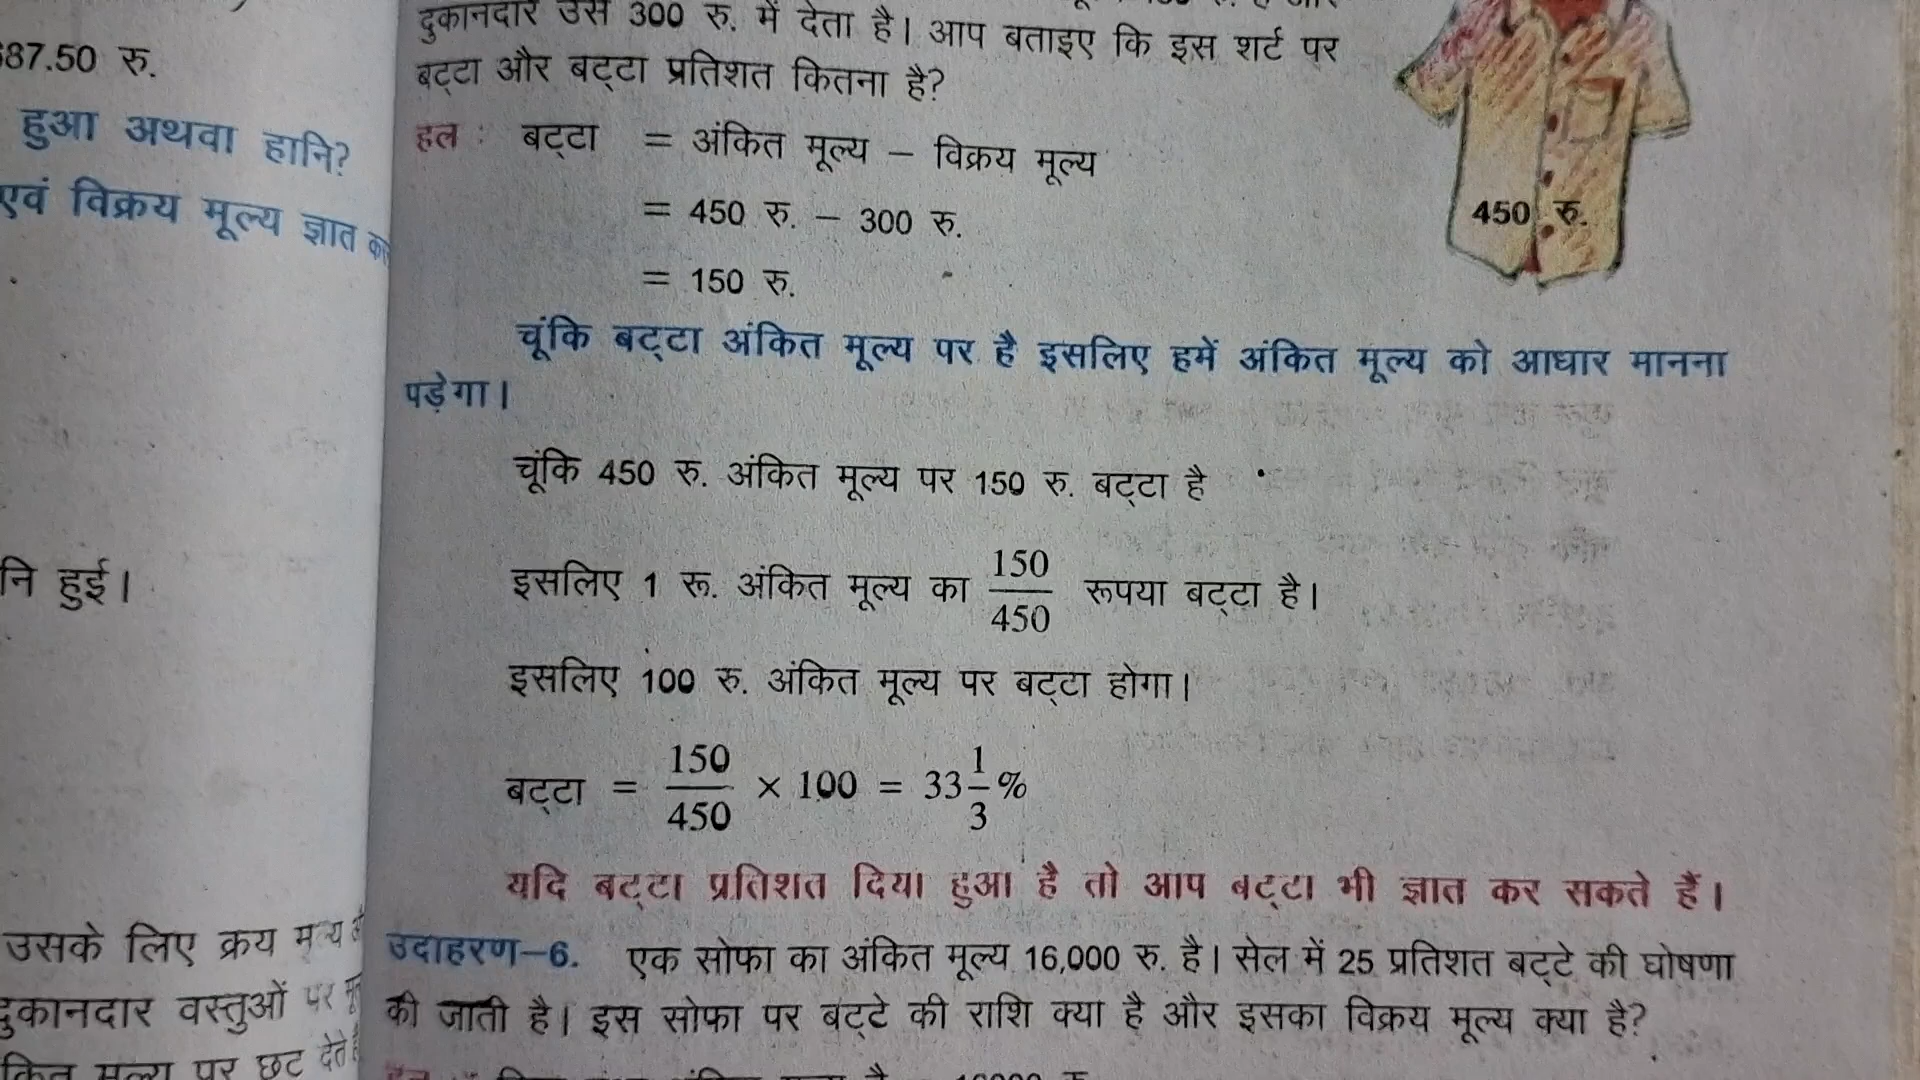 687.50 रु.
हुआ अथवा हानि?
एवं विक्रय मूल्य ज्ञात
नि हुई।
उसके लिए क्रय
दुकानदार वस्तुओं पर
पर छूट देते
दुकानदार उसे 300 रु. में देता है। आप बताइए कि इस शर्ट पर
बट्टा और बट्टा प्रतिशत कितना है?
हल : बट्टा = अंकित मूल्य – विक्रय मूल्य
= 450 रु. – 300 रु.
= 150 रु.
450 रु.
चूंकि बट्टा अंकित मूल्य पर है इसलिए हमें अंकित मूल्य को आधार मानना
पड़ेगा।
चूंकि 450 रु. अंकित मूल्य पर 150 रु. बट्टा है
इसलिए 1 रू. अंकित मूल्य का 150/450 रूपया बट्टा है।
इसलिए 100 रु. अंकित मूल्य पर बट्टा होगा।
बट्टा = 150/450 × 100 = 33 1/3 %
यदि बट्टा प्रतिशत दिया हुआ है तो आप बट्टा भी ज्ञात कर सकते हैं।
उदाहरण–6. एक सोफा का अंकित मूल्य 16,000 रु. है। सेल में 25 प्रतिशत बट्टे की घोषणा
की जाती है। इस सोफा पर बट्टे की राशि क्या है और इसका विक्रय मूल्य क्या है?